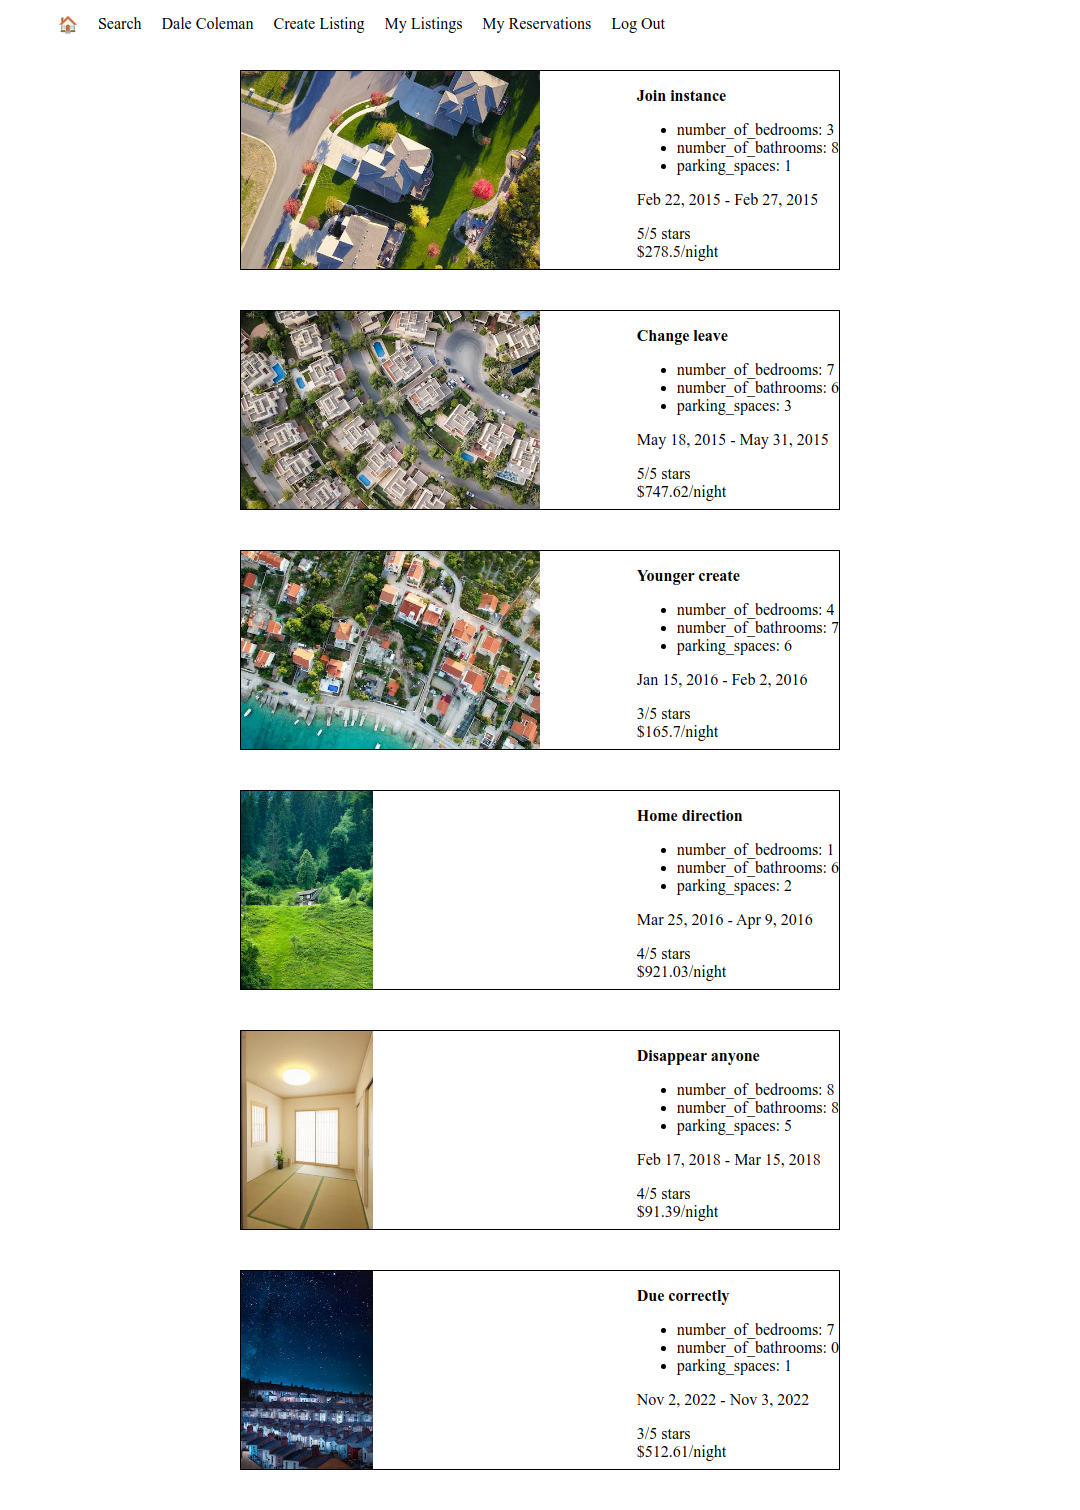 Search Dale Coleman Create Listing My Listings My Reservations Log Out
Join instance
number_of_bedrooms: 3
number_of_bathrooms: 8
parking_spaces: 1
Feb 22, 2015 - Feb 27, 2015
5/5 stars
$278.5/night
Change leave
number_of_bedrooms: 7
number_of_bathrooms: 6
parking_spaces: 3
May 18, 2015 - May 31, 2015
5/5 stars
$747.62/night
Younger create
number_of_bedrooms: 4
number_of_bathrooms: 7
parking_spaces: 6
Jan 15, 2016 - Feb 2, 2016
3/5 stars
$165.7/night
Home direction
number_of_bedrooms: 1
number_of_bathrooms: 6
parking_spaces: 2
Mar 25, 2016 - Apr 9, 2016
4/5 stars
$921.03/night
Disappear anyone
number_of_bedrooms: 8
number_of_bathrooms: 8
parking_spaces: 5
Feb 17, 2018 - Mar 15, 2018
4/5 stars
$91.39/night
Due correctly
number_of_bedrooms: 7
number_of_bathrooms: 0
parking_spaces: 1
Nov 2, 2022 - Nov 3, 2022
3/5 stars
$512.61/night